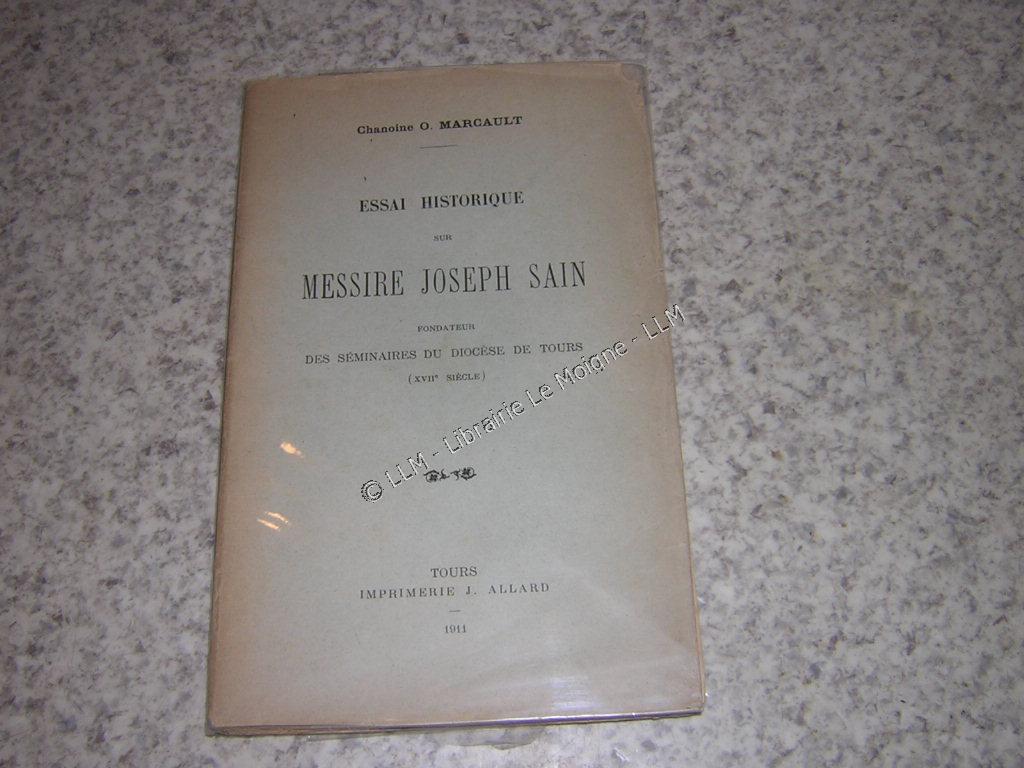 Chanoine O. MARCAULT
ESSAI HISTORIQUE
SUR
MESSIRE JOSEPH SAIN
FONDATEUR
DES SÉMINAIRES DU DIOCÈSE DE TOURS
(XVIIe SIÈCLE)
© LLM - Librairie Le Moigne - LLM
TOURS
IMPRIMERIE J. ALLARD
1911